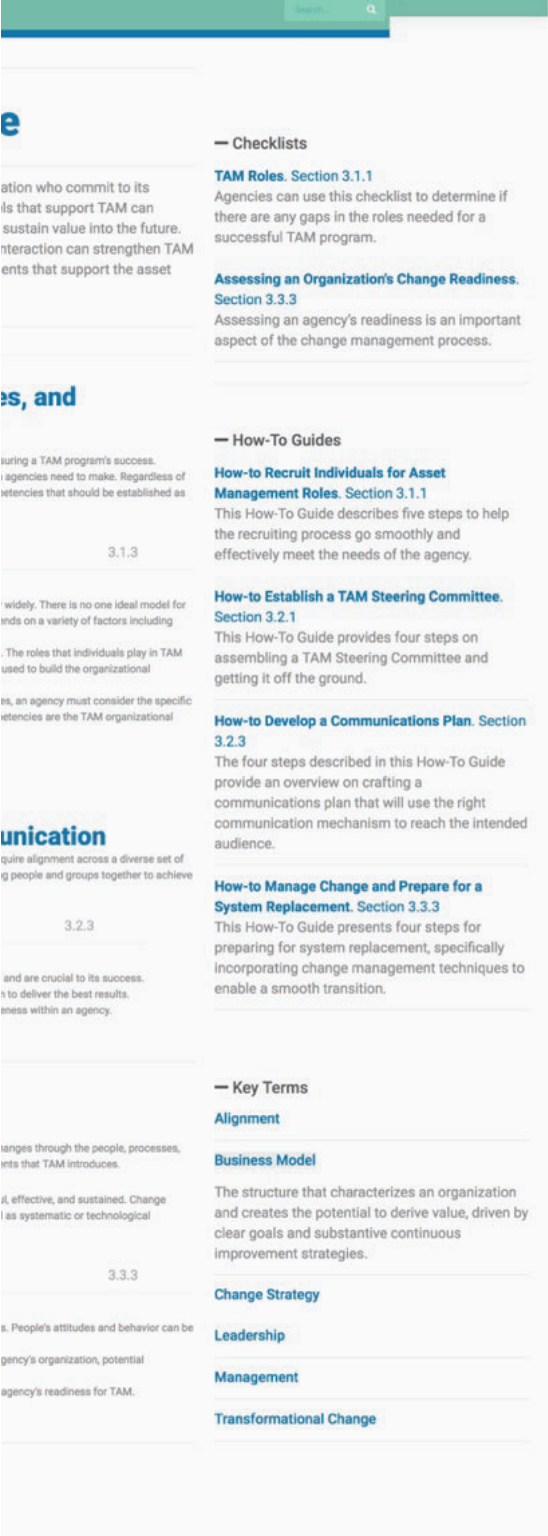 Search...
e
ation who commit to its
ls that support TAM can
sustain value into the future.
nteraction can strengthen TAM
ents that support the asset
es, and
suring a TAM program's success.
agencies need to make. Regardless of
petencies that should be established as
3.1.3
widely. There is no one ideal model for
ends on a variety of factors including
. The roles that individuals play in TAM
used to build the organizational
es, an agency must consider the specific
petencies are the TAM organizational
unication
quire alignment across a diverse set of
g people and groups together to achieve
3.2.3
and are crucial to its success.
n to deliver the best results.
eness within an agency.
hanges through the people, processes,
ents that TAM introduces.
ul, effective, and sustained. Change
l as systematic or technological
3.3.3
s. People's attitudes and behavior can be
gency's organization, potential
agency's readiness for TAM.
— Checklists
TAM Roles. Section 3.1.1
Agencies can use this checklist to determine if
there are any gaps in the roles needed for a
successful TAM program.
Assessing an Organization's Change Readiness.
Section 3.3.3
Assessing an agency's readiness is an important
aspect of the change management process.
— How-To Guides
How-to Recruit Individuals for Asset
Management Roles. Section 3.1.1
This How-To Guide describes five steps to help
the recruiting process go smoothly and
effectively meet the needs of the agency.
How-to Establish a TAM Steering Committee.
Section 3.2.1
This How-To Guide provides four steps on
assembling a TAM Steering Committee and
getting it off the ground.
How-to Develop a Communications Plan. Section
3.2.3
The four steps described in this How-To Guide
provide an overview on crafting a
communications plan that will use the right
communication mechanism to reach the intended
audience.
How-to Manage Change and Prepare for a
System Replacement. Section 3.3.3
This How-To Guide presents four steps for
preparing for system replacement, specifically
incorporating change management techniques to
enable a smooth transition.
— Key Terms
Alignment
Business Model
The structure that characterizes an organization
and creates the potential to derive value, driven by
clear goals and substantive continuous
improvement strategies.
Change Strategy
Leadership
Management
Transformational Change